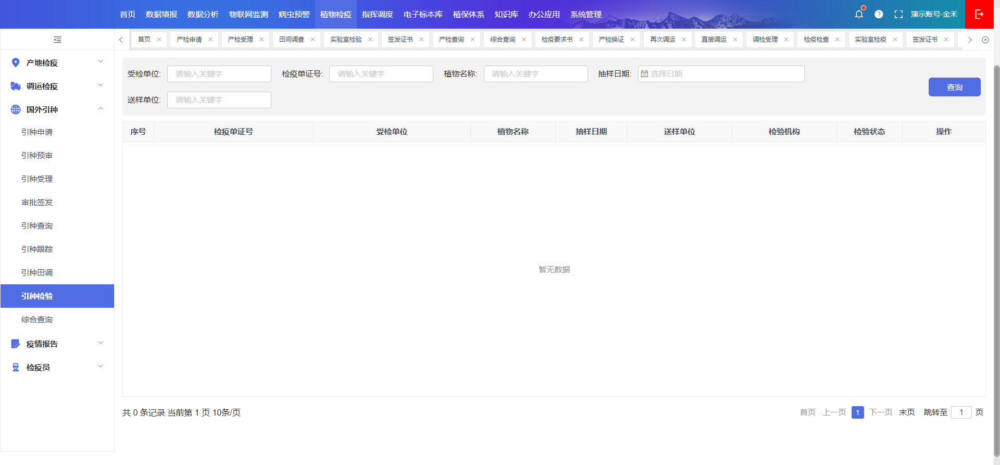 首页 数据填报 数据分析 物联网监测 病虫预警 植物检疫 指挥调度 电子标本库 植保体系 知识库 办公应用 系统管理 演示账号-金禾
首页 产检申请 产检受理 田间调查 实验室检验 签发证书 产检查询 综合查询 检疫要求书 产检换证 再次调运 直接调运 调检受理 检疫检查 实验室检疫 签发证书
产地检疫
调运检疫
国外引种
引种申请
引种预审
引种受理
审批签发
引种查询
引种跟踪
引种田调
引种检验
综合查询
疫情报告
检疫员
受检单位: 请输入关键字 检疫单证号: 请输入关键字 植物名称: 请输入关键字 抽样日期: 选择日期
送样单位: 请输入关键字
查询
序号 检疫单证号 受检单位 植物名称 抽样日期 送样单位 检验机构 检验状态 操作
暂无数据
共 0 条记录 当前第 1 页 10条/页
首页 上一页 1 下一页 末页 跳转至 1 页